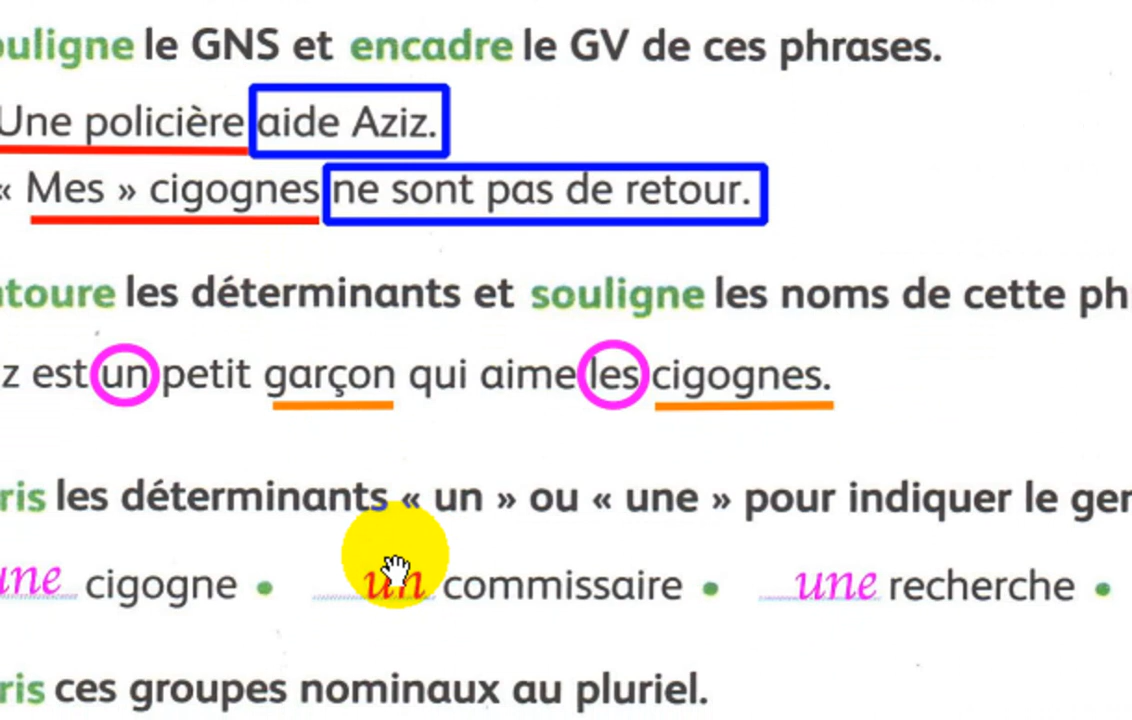 ouligne le GNS et encadre le GV de ces phrases.
Une policière aide Aziz.
« Mes » cigognes ne sont pas de retour.
ntoure les déterminants et souligne les noms de cette ph
z est un petit garçon qui aime les cigognes.
ris les déterminants « un » ou « une » pour indiquer le gen
une cigogne • un commissaire • une recherche •
ris ces groupes nominaux au pluriel.